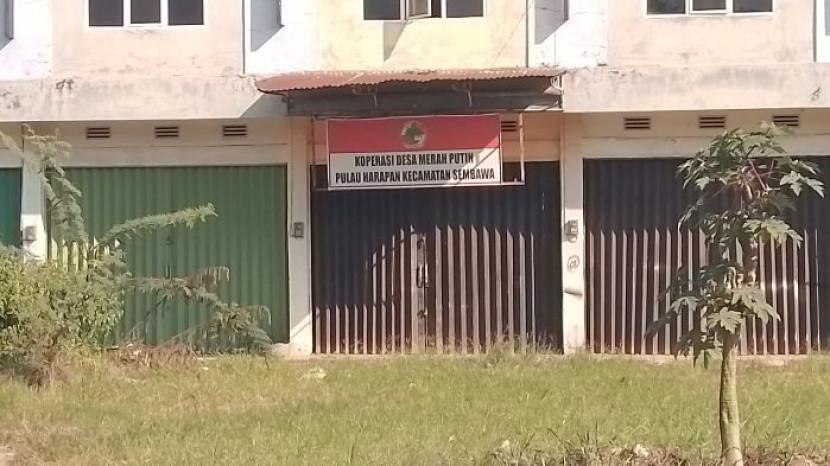 KOPERASI DESA MERAH PUTIH
PULAU HARAPAN KECAMATAN SEMBAWA